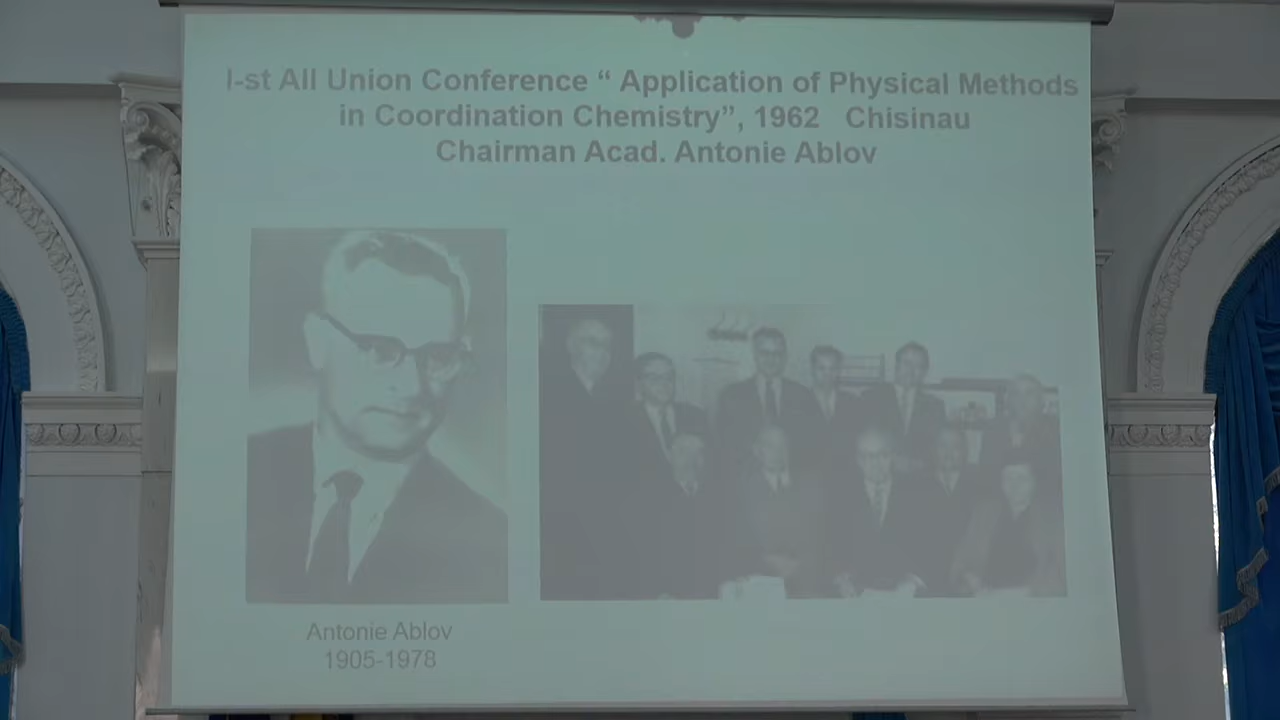 I-st All Union Conference “ Application of Physical Methods
in Coordination Chemistry”, 1962 Chisinau
Chairman Acad. Antonie Ablov
Antonie Ablov
1905-1978